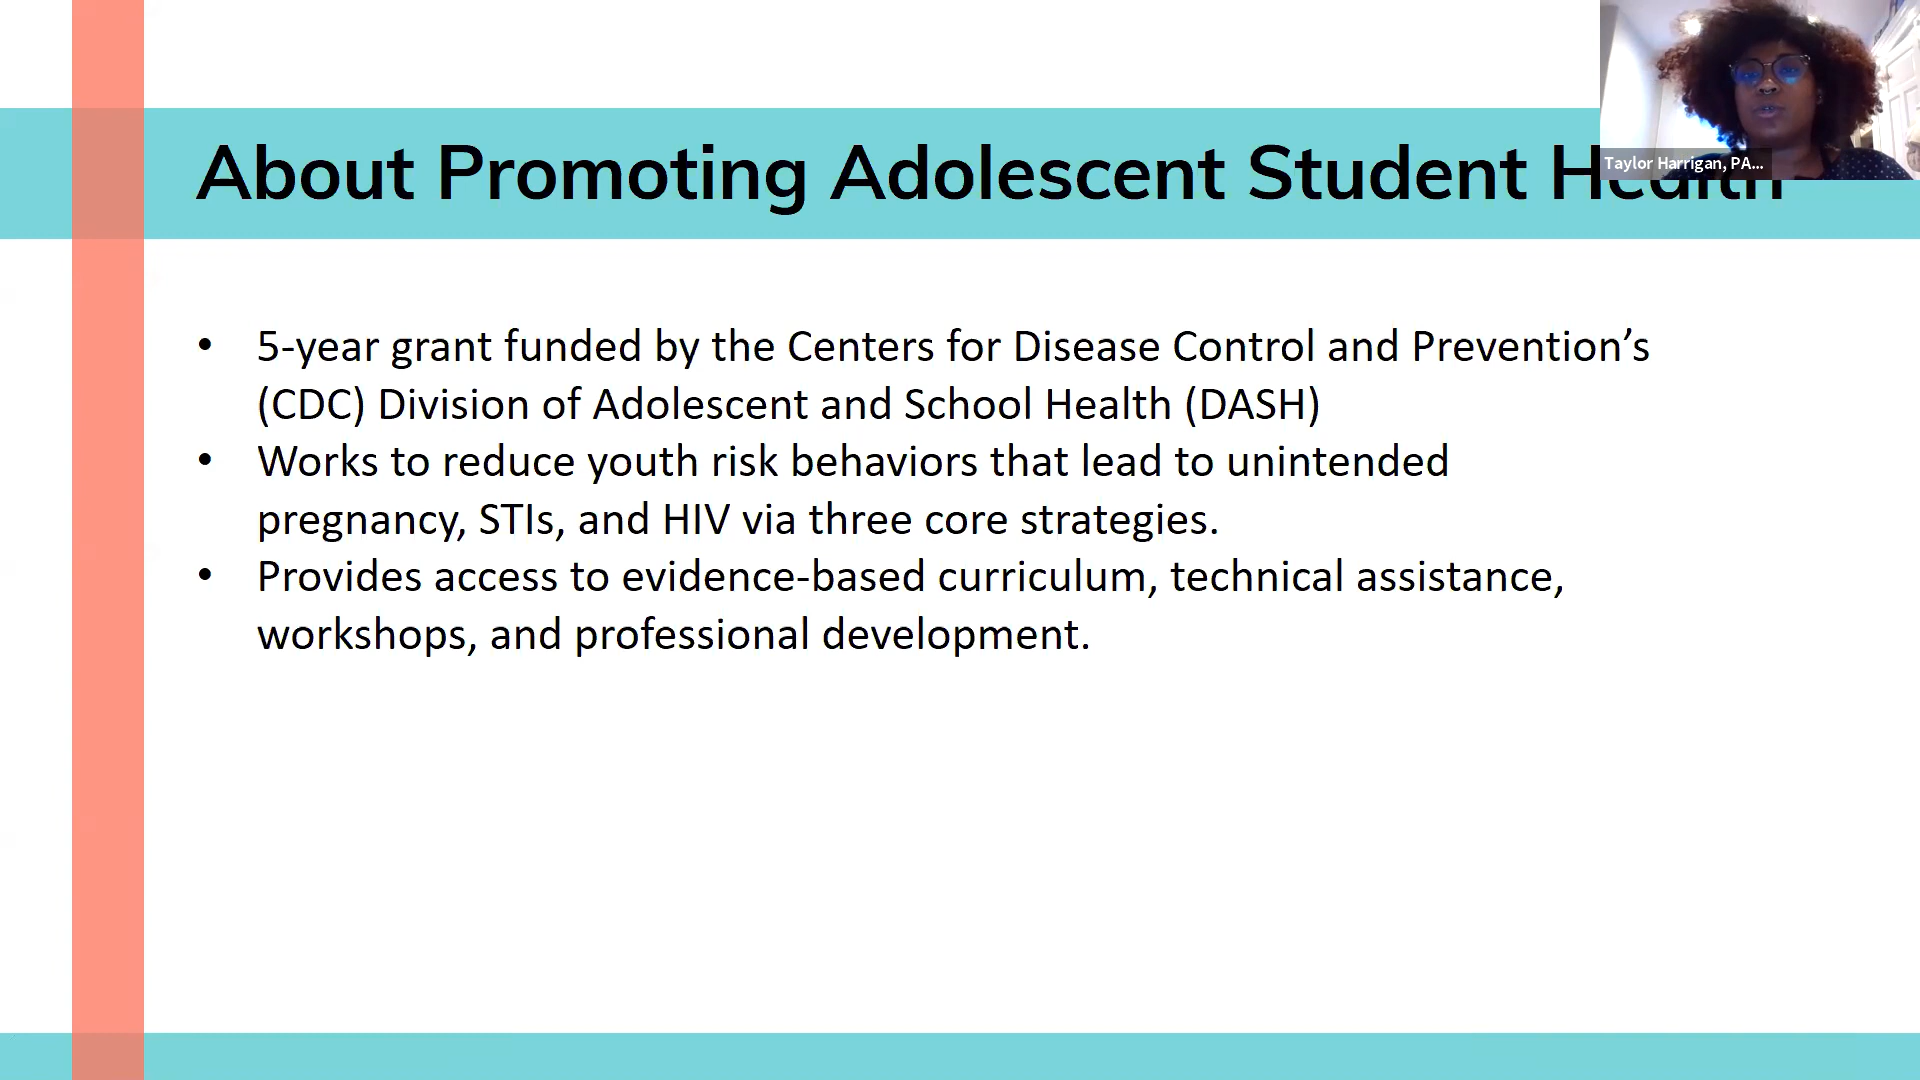 About Promoting Adolescent Student Health
Taylor Harrigan, PA...
• 5-year grant funded by the Centers for Disease Control and Prevention’s
(CDC) Division of Adolescent and School Health (DASH)
• Works to reduce youth risk behaviors that lead to unintended
pregnancy, STIs, and HIV via three core strategies.
• Provides access to evidence-based curriculum, technical assistance,
workshops, and professional development.